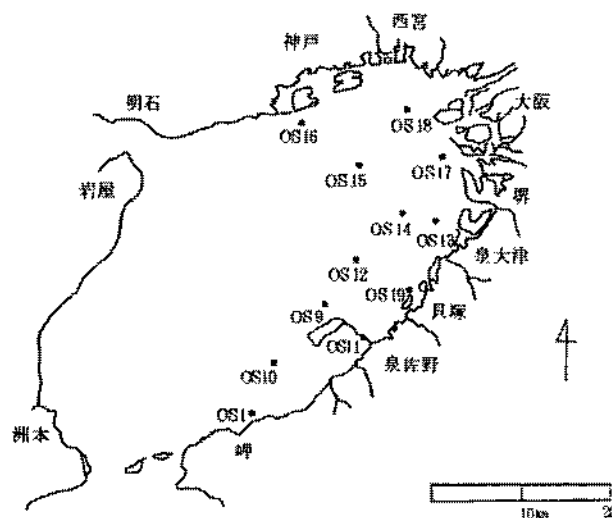 西宮
神戸
大阪
明石
OS16
OS18
OS17
岩屋
OS15
堺
OS14
OS13
泉大津
OS12
OS19
貝塚
OS9
OS11
泉佐野
OS10
OS1
洲本
岬
10km